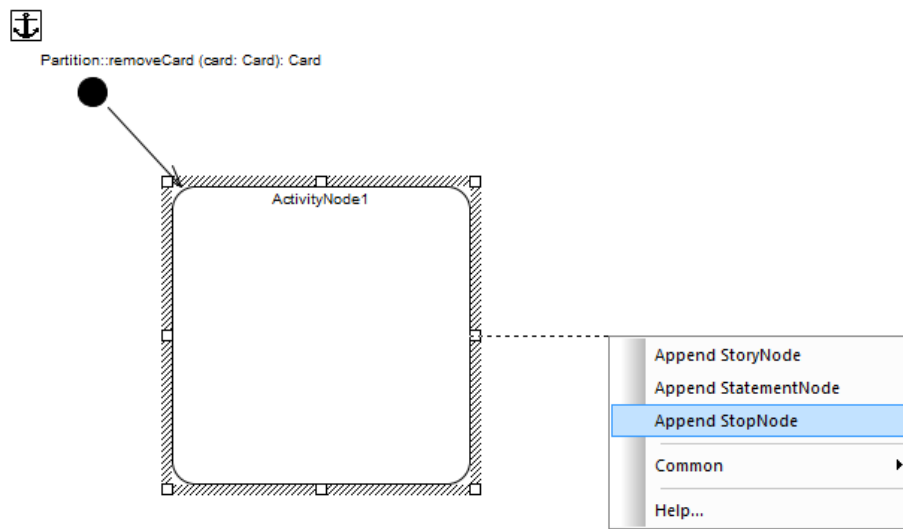 Partition::removeCard (card: Card): Card
ActivityNode1
Append StoryNode
Append StatementNode
Append StopNode
Common
Help...